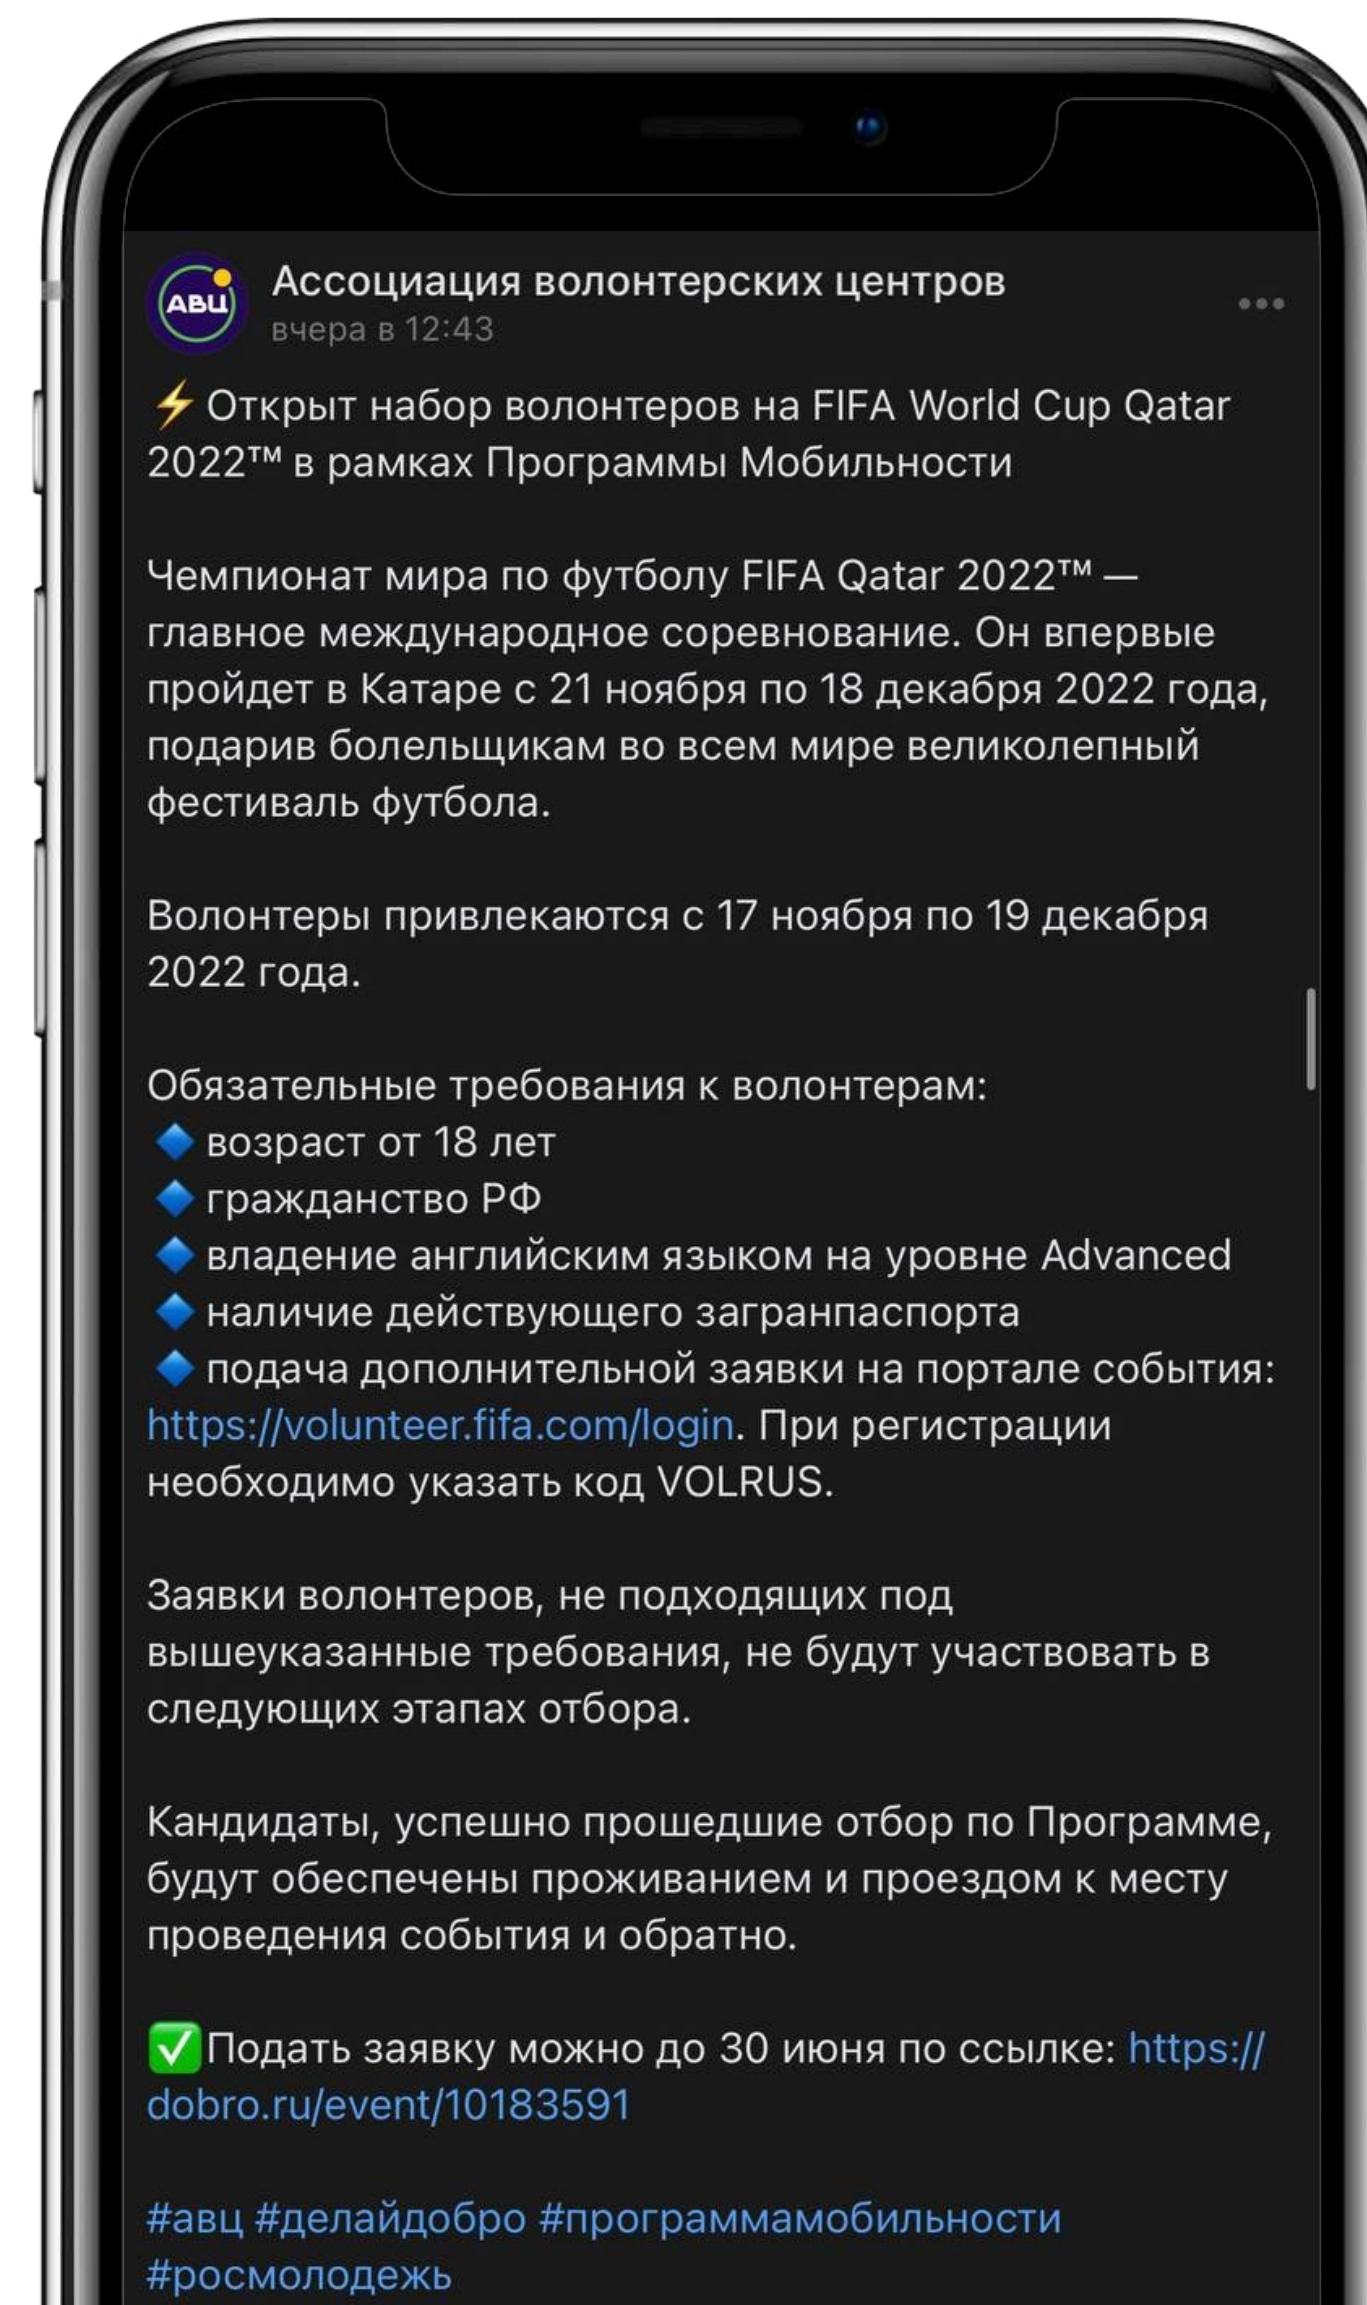 АВЦ
Ассоциация волонтерских центров
вчера в 12:43
⚡ Открыт набор волонтеров на FIFA World Cup Qatar
2022™ в рамках Программы Мобильности
Чемпионат мира по футболу FIFA Qatar 2022™ —
главное международное соревнование. Он впервые
пройдет в Катаре с 21 ноября по 18 декабря 2022 года,
подарив болельщикам во всем мире великолепный
фестиваль футбола.
Волонтеры привлекаются с 17 ноября по 19 декабря
2022 года.
Обязательные требования к волонтерам:
🔷 возраст от 18 лет
🔷 гражданство РФ
🔷 владение английским языком на уровне Advanced
🔷 наличие действующего загранпаспорта
🔷 подача дополнительной заявки на портале события:
https://volunteer.fifa.com/login. При регистрации
необходимо указать код VOLRUS.
Заявки волонтеров, не подходящих под
вышеуказанные требования, не будут участвовать в
следующих этапах отбора.
Кандидаты, успешно прошедшие отбор по Программе,
будут обеспечены проживанием и проездом к месту
проведения события и обратно.
✅Подать заявку можно до 30 июня по ссылке: https://
dobro.ru/event/10183591
#авц #делайдобро #программамобильности
#росмолодежь